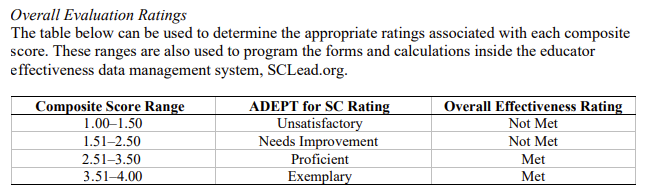 Overall Evaluation Ratings
The table below can be used to determine the appropriate ratings associated with each composite
score. These ranges are also used to program the forms and calculations inside the educator
effectiveness data management system, SCLead.org.
Composite Score Range ADEPT for SC Rating Overall Effectiveness Rating
1.00–1.50 Unsatisfactory Not Met
1.51–2.50 Needs Improvement Not Met
2.51–3.50 Proficient Met
3.51–4.00 Exemplary Met